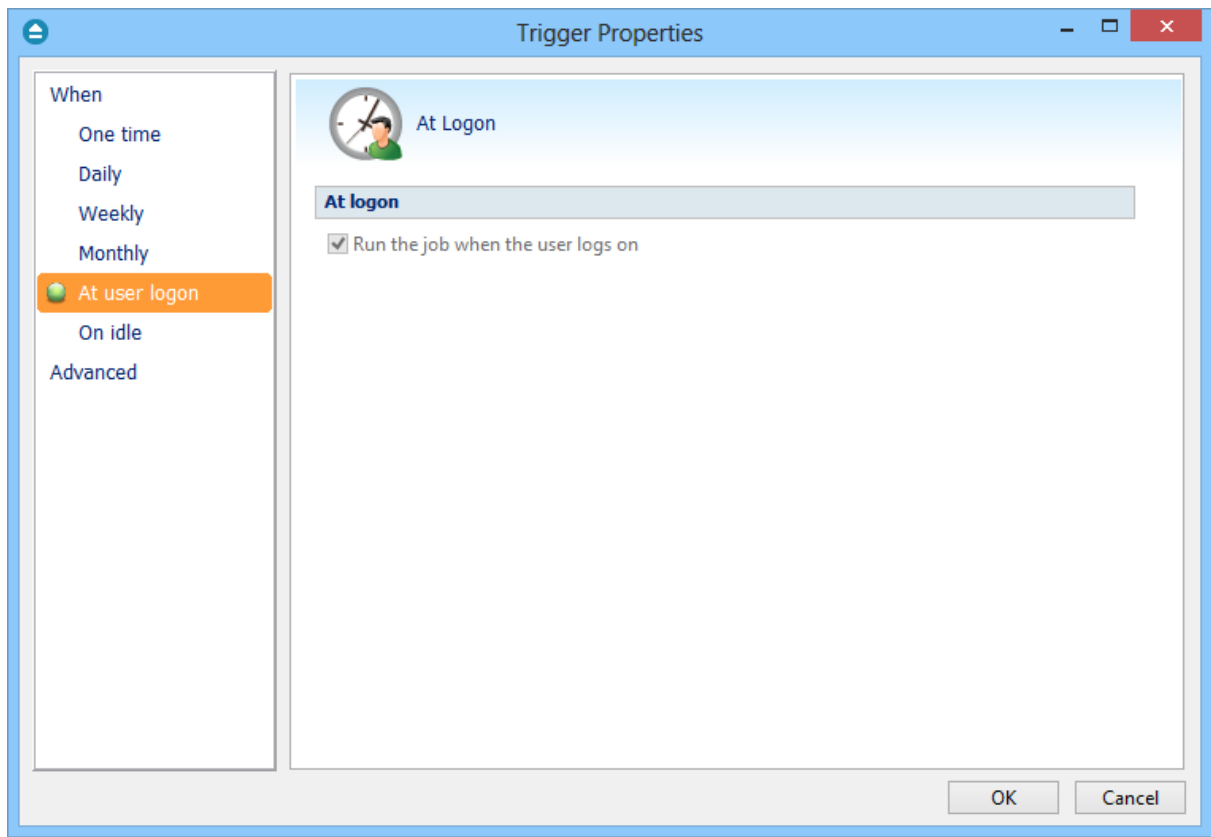 Trigger Properties
When
One time
Daily
Weekly
Monthly
At user logon
On idle
Advanced
At Logon
At logon
Run the job when the user logs on
OK
Cancel